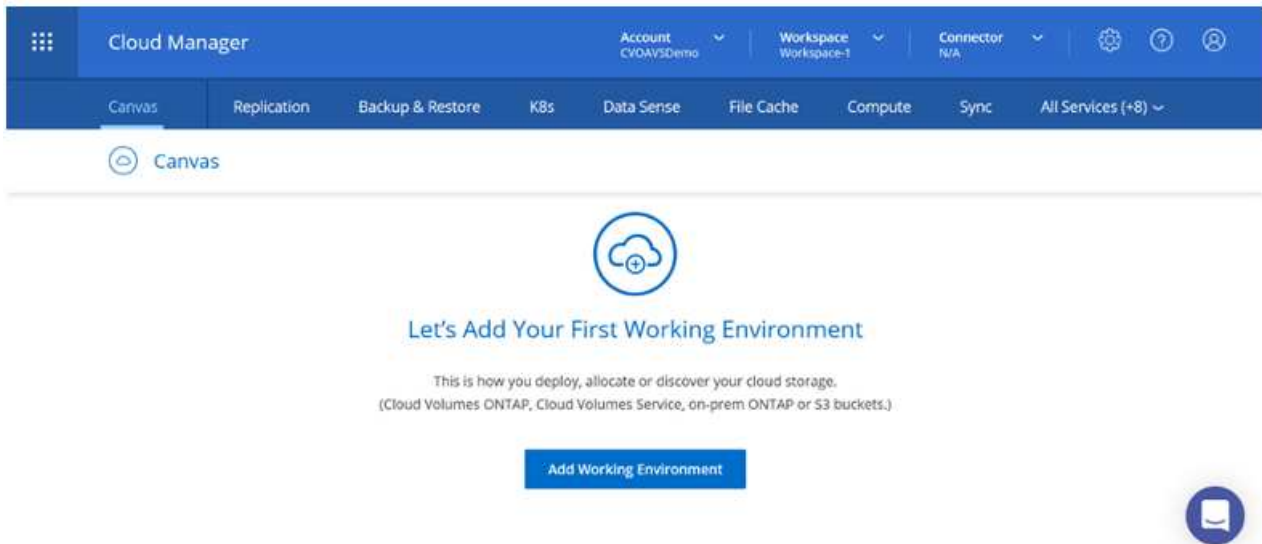 Cloud Manager
Account
CVOAVSDemo
Workspace
Workspace-1
Connector
N/A
Canvas
Replication
Backup & Restore
K8s
Data Sense
File Cache
Compute
Sync
All Services (+8)
Canvas
Let's Add Your First Working Environment
This is how you deploy, allocate or discover your cloud storage.
(Cloud Volumes ONTAP, Cloud Volumes Service, on-prem ONTAP or S3 buckets.)
Add Working Environment